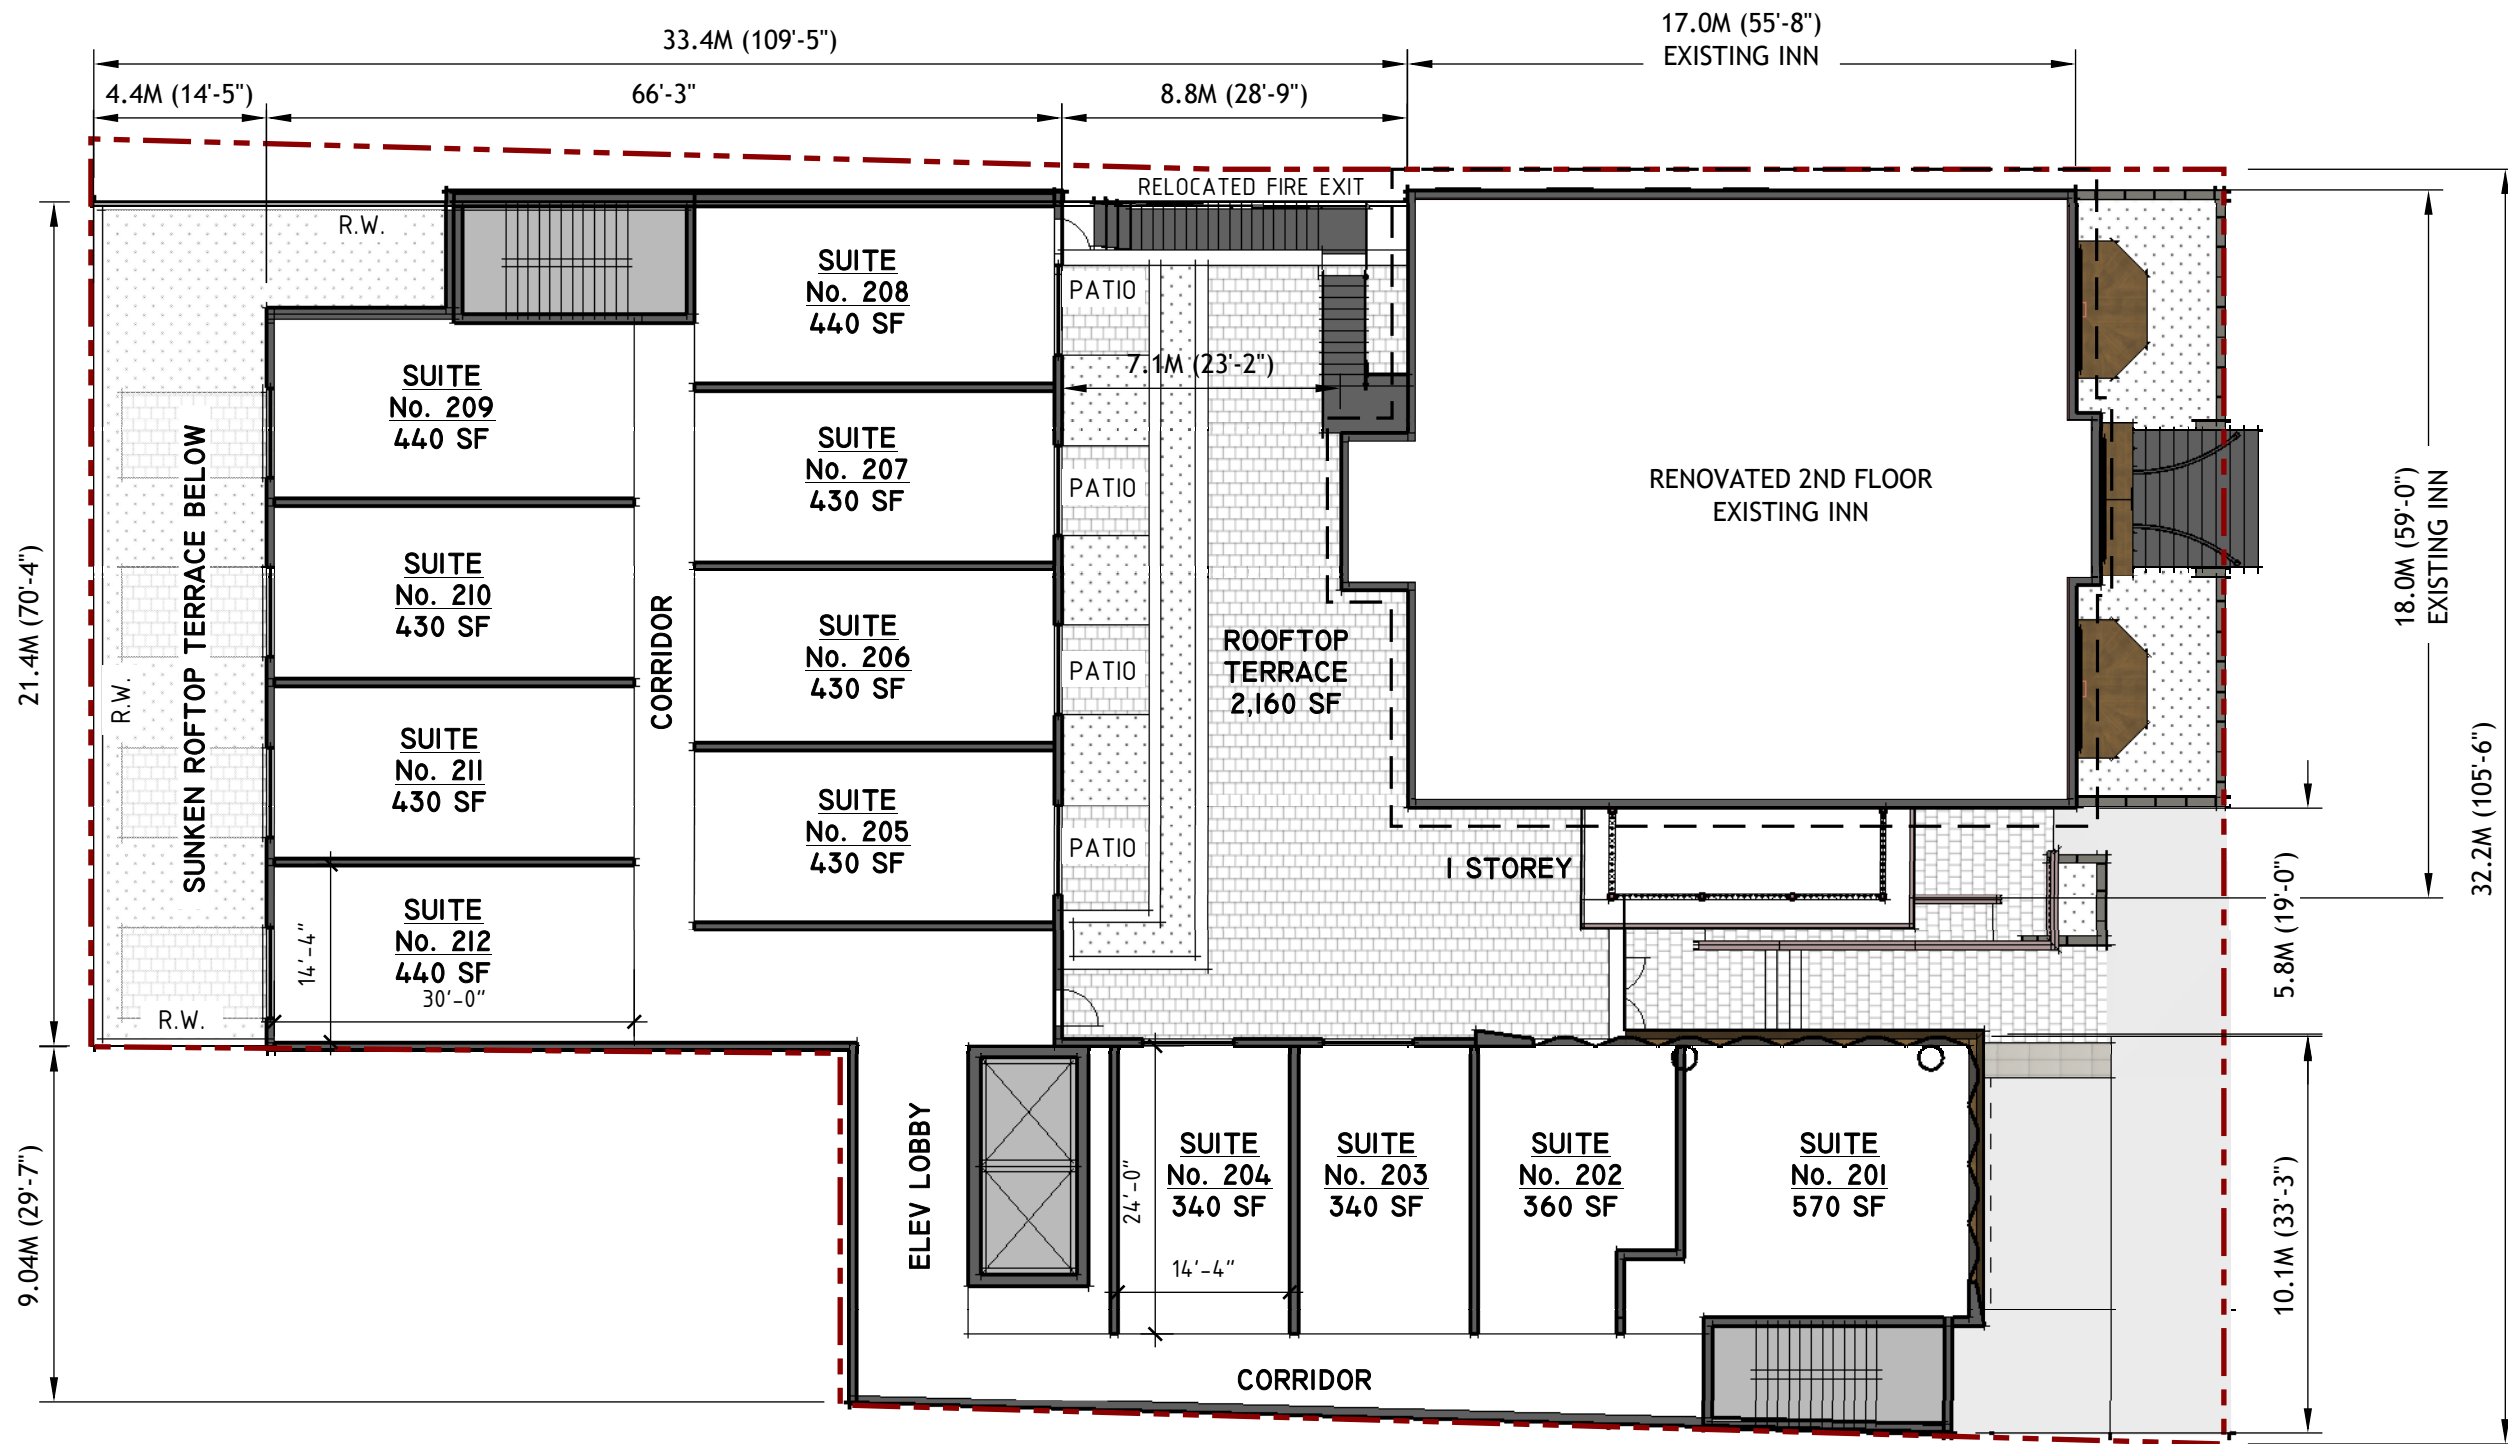 17.0M (55'-8")
EXISTING INN
33.4M (109'-5")
4.4M (14'-5")
66'-3"
8.8M (28'-9")
RELOCATED FIRE EXIT
R.W.
SUITE
No. 208
440 SF
PATIO
7.1M (23'-2")
SUITE
No. 209
440 SF
SUITE
No. 207
430 SF
PATIO
RENOVATED 2ND FLOOR
EXISTING INN
18.0M (59'-0")
EXISTING INN
SUNKEN ROFTOP TERRACE BELOW
21.4M (70'-4")
SUITE
No. 210
430 SF
CORRIDOR
SUITE
No. 206
430 SF
PATIO
ROOFTOP
TERRACE
2,160 SF
R.W.
SUITE
No. 211
430 SF
SUITE
No. 205
430 SF
PATIO
1 STOREY
32.2M (105'-6")
5.8M (19'-0")
SUITE
No. 212
440 SF
14'-4"
30'-0"
R.W.
ELEV LOBBY
24'-0"
SUITE
No. 204
340 SF
SUITE
No. 203
340 SF
SUITE
No. 202
360 SF
SUITE
No. 201
570 SF
9.04M (29'-7")
10.1M (33'-3")
14'-4"
CORRIDOR